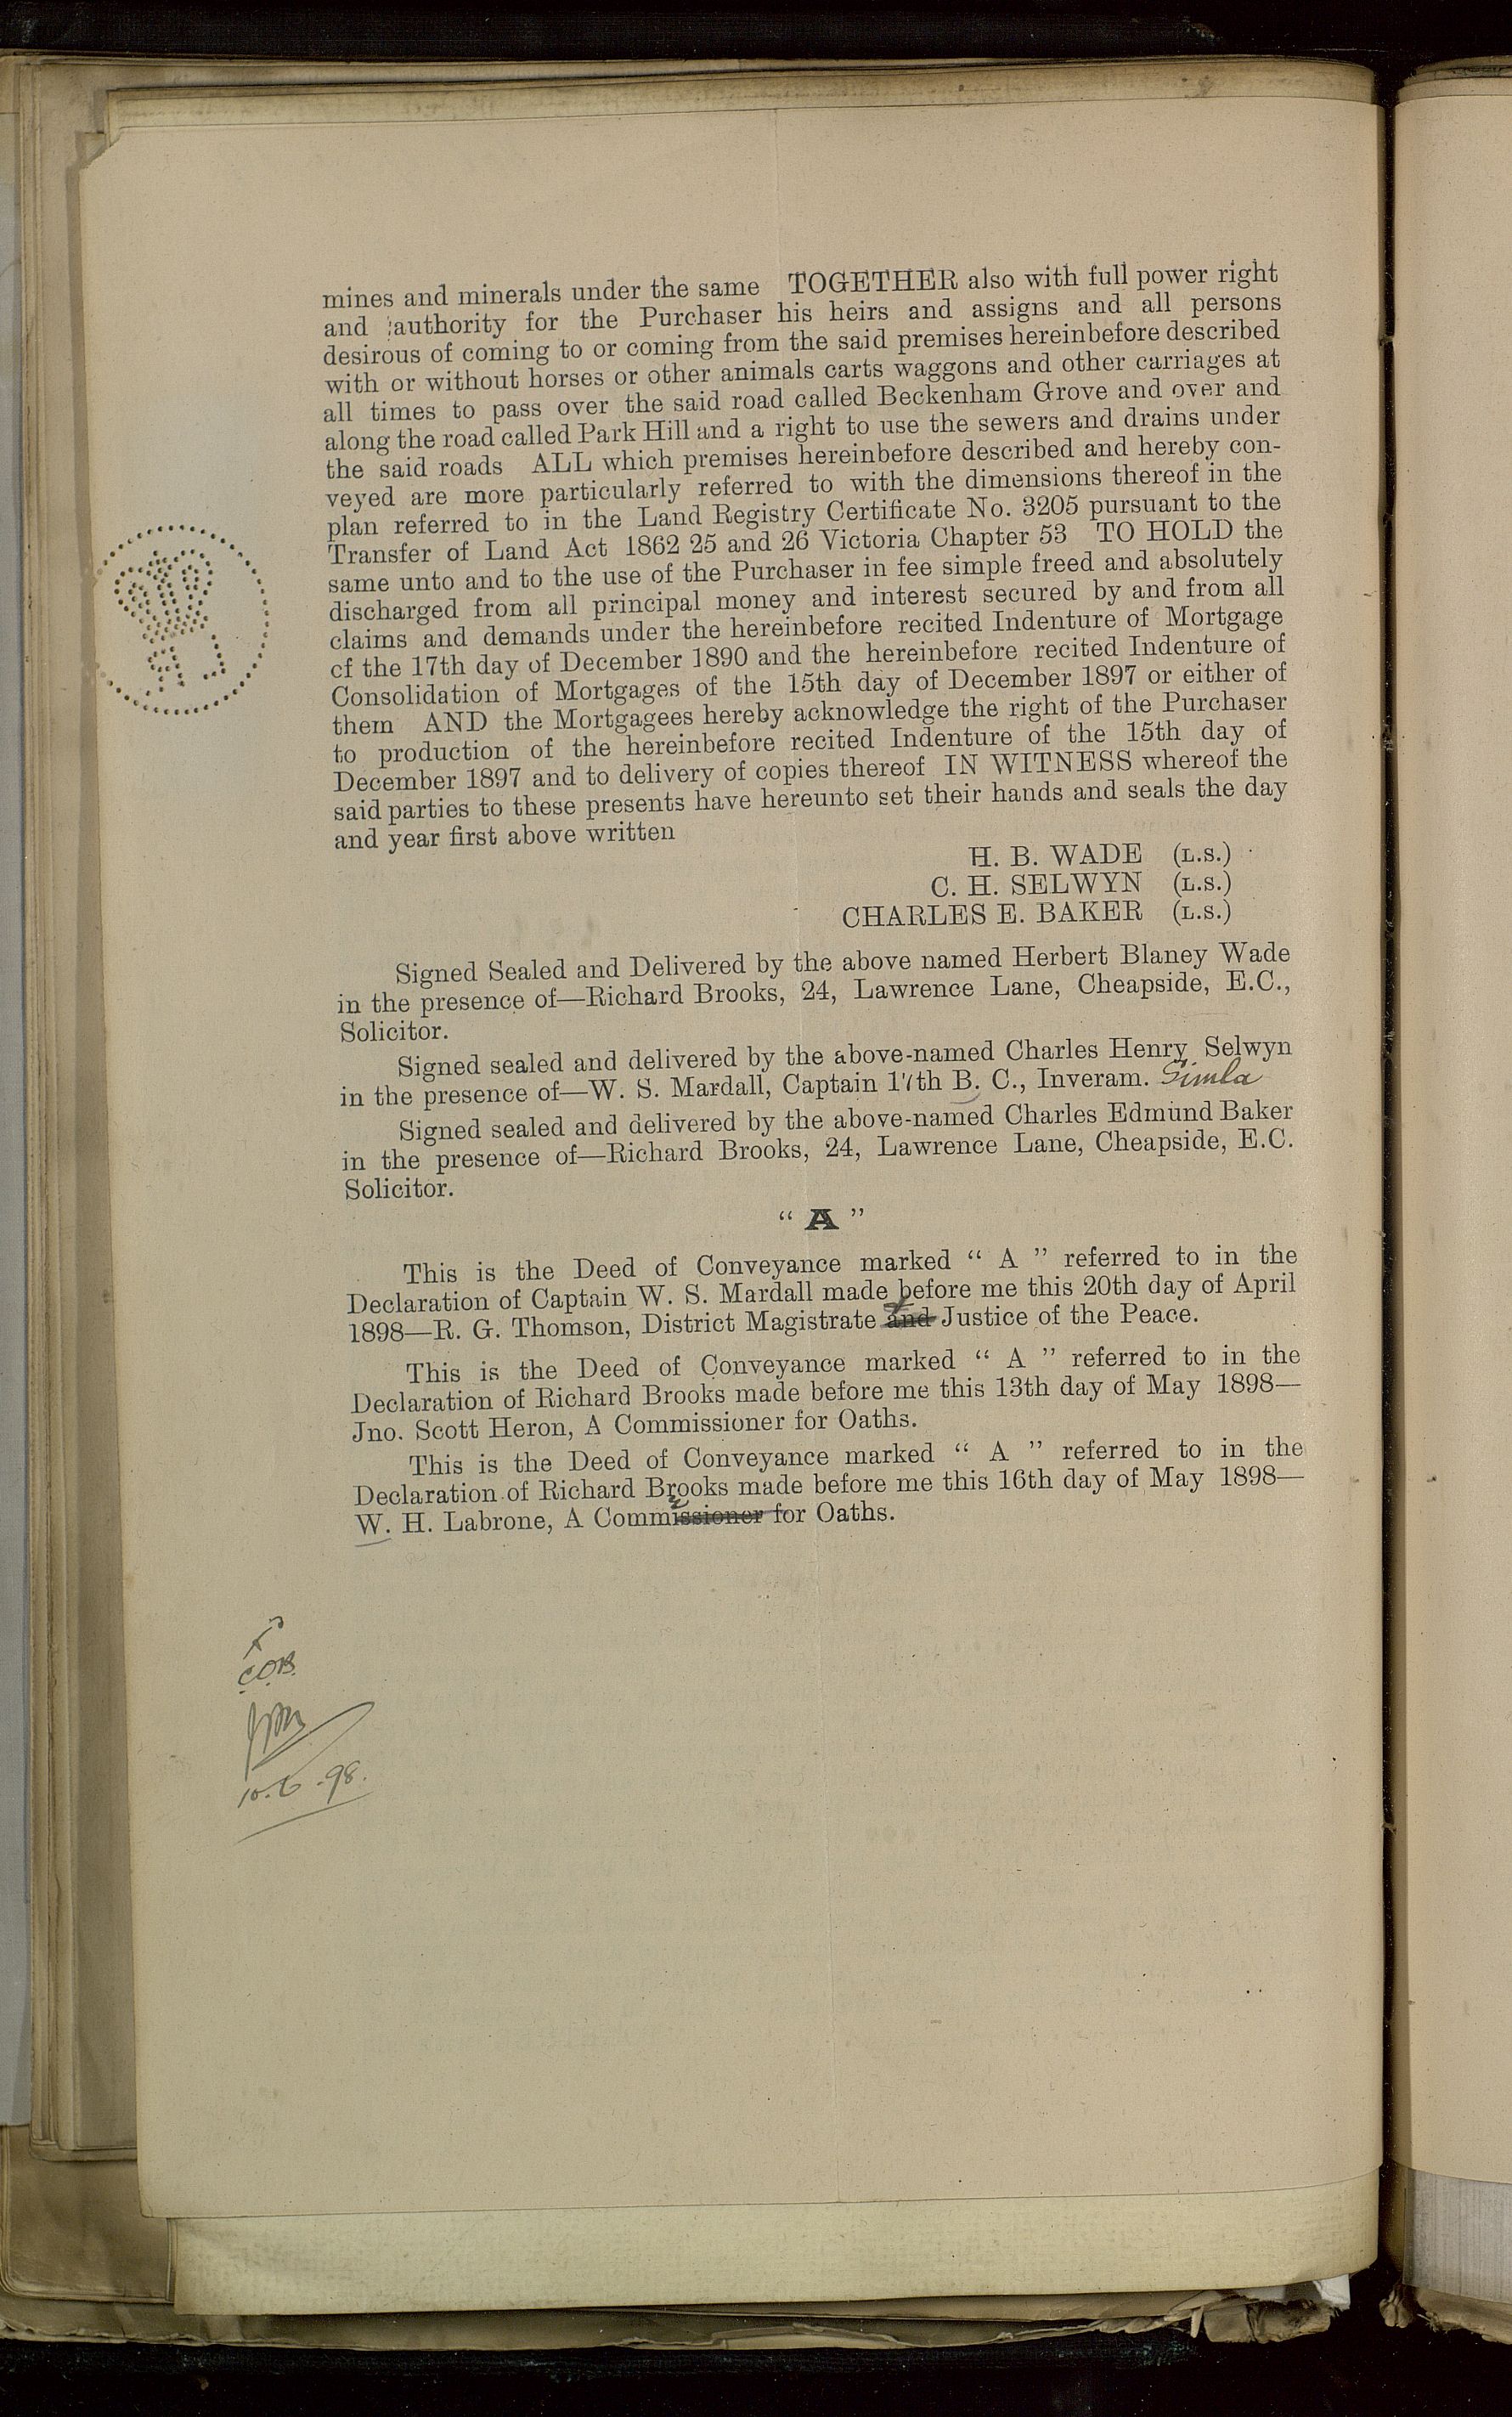 mines and minerals under the same TOGETHER also with full power right
and authority for the Purchaser his heirs and assigns and all persons
desirous of coming to or coming from the said premises hereinbefore described
with or without horses or other animals carts waggons and other carriages at
all times to pass over the said road called Beckenham Grove and over and
along the road called Park Hill and a right to use the sewers and drains under
the said roads ALL which premises hereinbefore described and hereby con-
veyed are more particularly referred to with the dimensions thereof in the
plan referred to in the Land Registry Certificate No. 3205 pursuant to the
Transfer of Land Act 1862 25 and 26 Victoria Chapter 53 TO HOLD the
same unto and to the use of the Purchaser in fee simple freed and absolutely
discharged from all principal money and interest secured by and from all
claims and demands under the hereinbefore recited Indenture of Mortgage
cf the 17th day of December 1890 and the hereinbefore recited Indenture of
Consolidation of Mortgages of the 15th day of December 1897 or either of
them AND the Mortgagees hereby acknowledge the right of the Purchaser
to production of the hereinbefore recited Indenture of the 15th day of
December 1897 and to delivery of copies thereof IN WITNESS whereof the
said parties to these presents have hereunto set their hands and seals the day
and year first above written
H. B. WADE (L.S.)
C. H. SELWYN (L.S.)
CHARLES E. BAKER (L.S.)
Signed Sealed and Delivered by the above named Herbert Blaney Wade
in the presence of—Richard Brooks, 24, Lawrence Lane, Cheapside, E.C.,
Solicitor.
Signed sealed and delivered by the above-named Charles Henry Selwyn
in the presence of—W. S. Mardall, Captain 17th B. C., Inveram. Simla
Signed sealed and delivered by the above-named Charles Edmund Baker
in the presence of—Richard Brooks, 24, Lawrence Lane, Cheapside, E.C.
Solicitor.
“ A ”
This is the Deed of Conveyance marked “ A ” referred to in the
Declaration of Captain W. S. Mardall made before me this 20th day of April
1898—R. G. Thomson, District Magistrate and Justice of the Peace.
This is the Deed of Conveyance marked “ A ” referred to in the
Declaration of Richard Brooks made before me this 13th day of May 1898—
Jno. Scott Heron, A Commissioner for Oaths.
This is the Deed of Conveyance marked “ A ” referred to in the
Declaration of Richard Brooks made before me this 16th day of May 1898—
W. H. Labrone, A Commissioner for Oaths.
10.6.98.